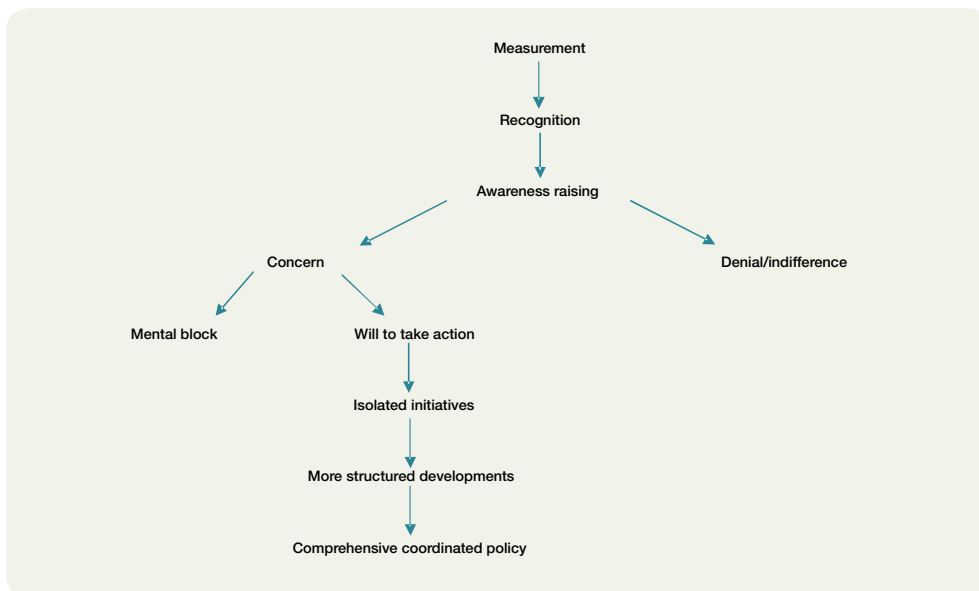 Measurement
Recognition
Awareness raising
Concern
Denial/indifference
Mental block
Will to take action
Isolated initiatives
More structured developments
Comprehensive coordinated policy